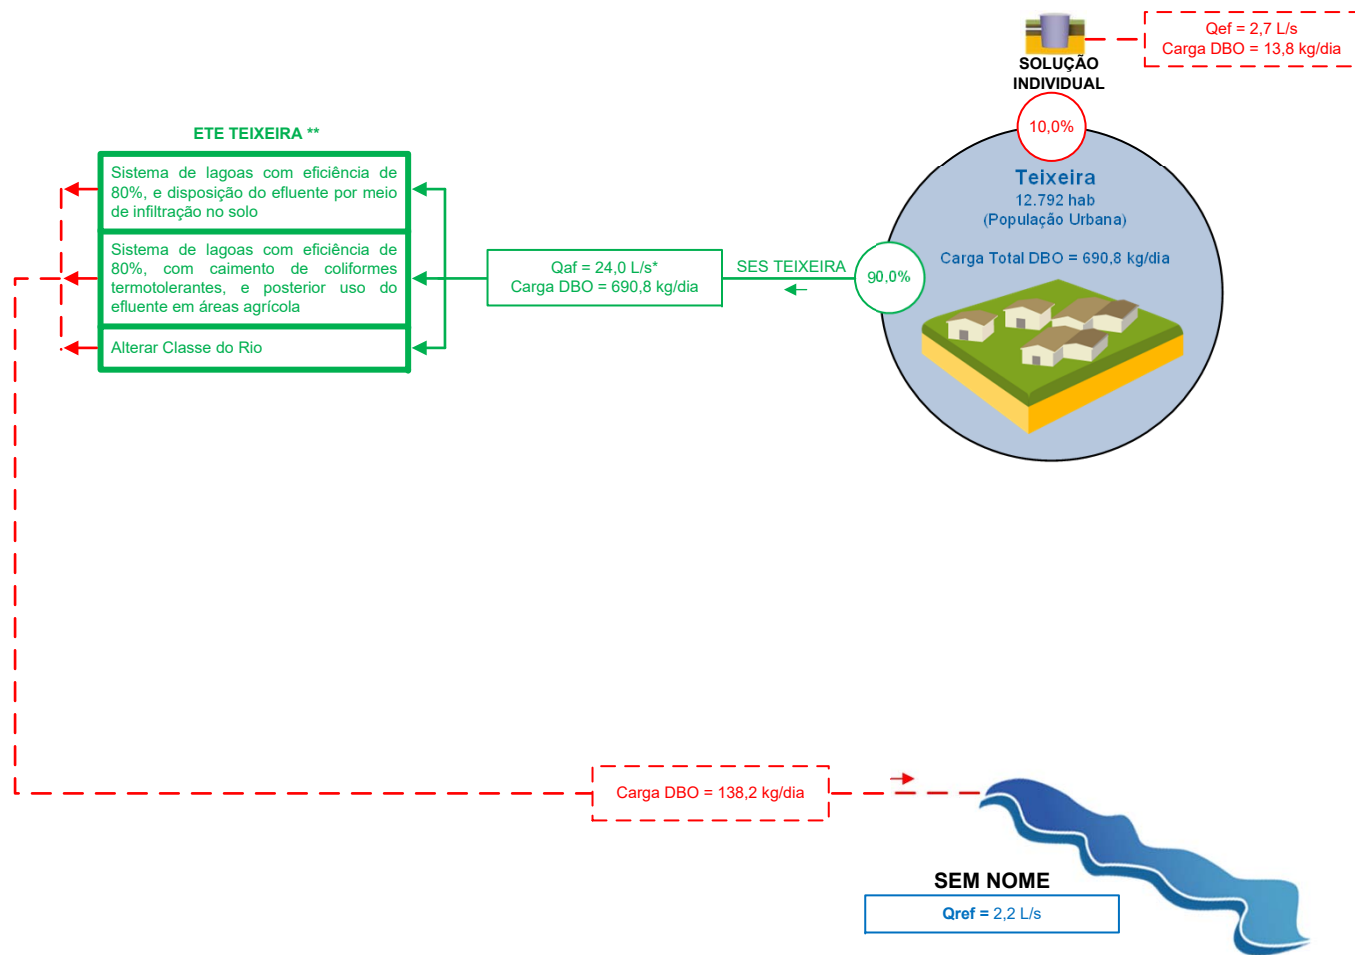 Qef = 2,7 L/s
Carga DBO = 13,8 kg/dia
SOLUÇÃO
INDIVIDUAL
10,0%
Teixeira
12.792 hab
(População Urbana)
Carga Total DBO = 690,8 kg/dia
90,0%
SES TEIXEIRA
Qaf = 24,0 L/s*
Carga DBO = 690,8 kg/dia
ETE TEIXEIRA **
Sistema de lagoas com eficiência de
80%, e disposição do efluente por meio
de infiltração no solo
Sistema de lagoas com eficiência de
80%, com caimento de coliformes
termotolerantes, e posterior uso do
efluente em áreas agrícola
Alterar Classe do Rio
Carga DBO = 138,2 kg/dia
SEM NOME
Qref = 2,2 L/s